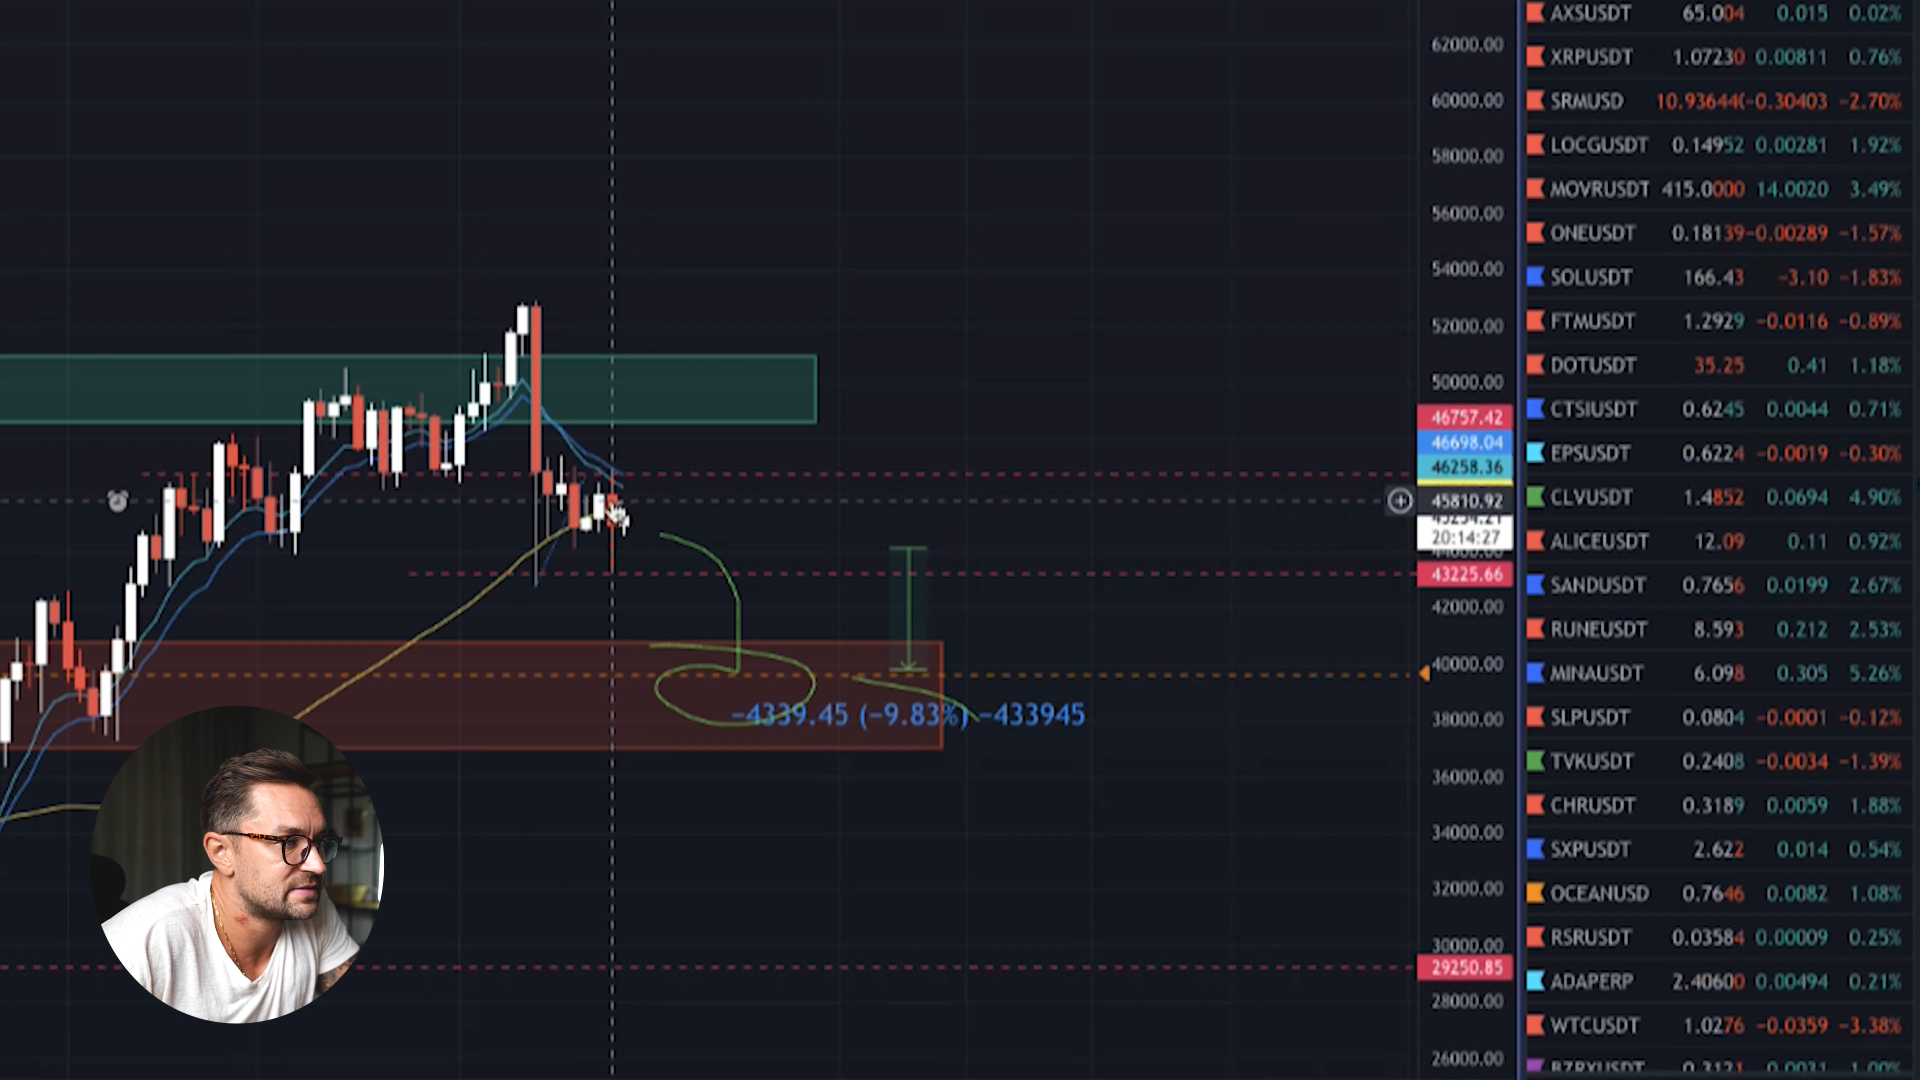 62000.00
60000.00
58000.00
56000.00
54000.00
52000.00
50000.00
46757.42
46698.04
46258.36
45810.92
45254.21
20:14:27
44000.00
43225.66
42000.00
40000.00
38000.00
36000.00
34000.00
32000.00
30000.00
29250.85
28000.00
26000.00
-4339.45 (-9.83%) -433945
AXSUSDT 65.004 0.015 0.02%
XRPUSDT 1.07230 0.00811 0.76%
SRMUSD 10.93644(-0.30403 -2.70%
LOCGUSDT 0.14952 0.00281 1.92%
MOVRUSDT 415.0000 14.0020 3.49%
ONEUSDT 0.18139-0.00289 -1.57%
SOLUSDT 166.43 -3.10 -1.83%
FTMUSDT 1.2929 -0.0116 -0.89%
DOTUSDT 35.25 0.41 1.18%
CTSIUSDT 0.6245 0.0044 0.71%
EPSUSDT 0.6224 -0.0019 -0.30%
CLVUSDT 1.4852 0.0694 4.90%
ALICEUSDT 12.09 0.11 0.92%
SANDUSDT 0.7656 0.0199 2.67%
RUNEUSDT 8.593 0.212 2.53%
MINAUSDT 6.098 0.305 5.26%
SLPUSDT 0.0804 -0.0001 -0.12%
TVKUSDT 0.2408 -0.0034 -1.39%
CHRUSDT 0.3189 0.0059 1.88%
SXPUSDT 2.622 0.014 0.54%
OCEANUSD 0.7646 0.0082 1.08%
RSRUSDT 0.03584 0.00009 0.25%
ADAPERP 2.40600 0.00494 0.21%
WTCUSDT 1.0276 -0.0359 -3.38%
BZRXUSDT 0.3121 0.0031 1.00%